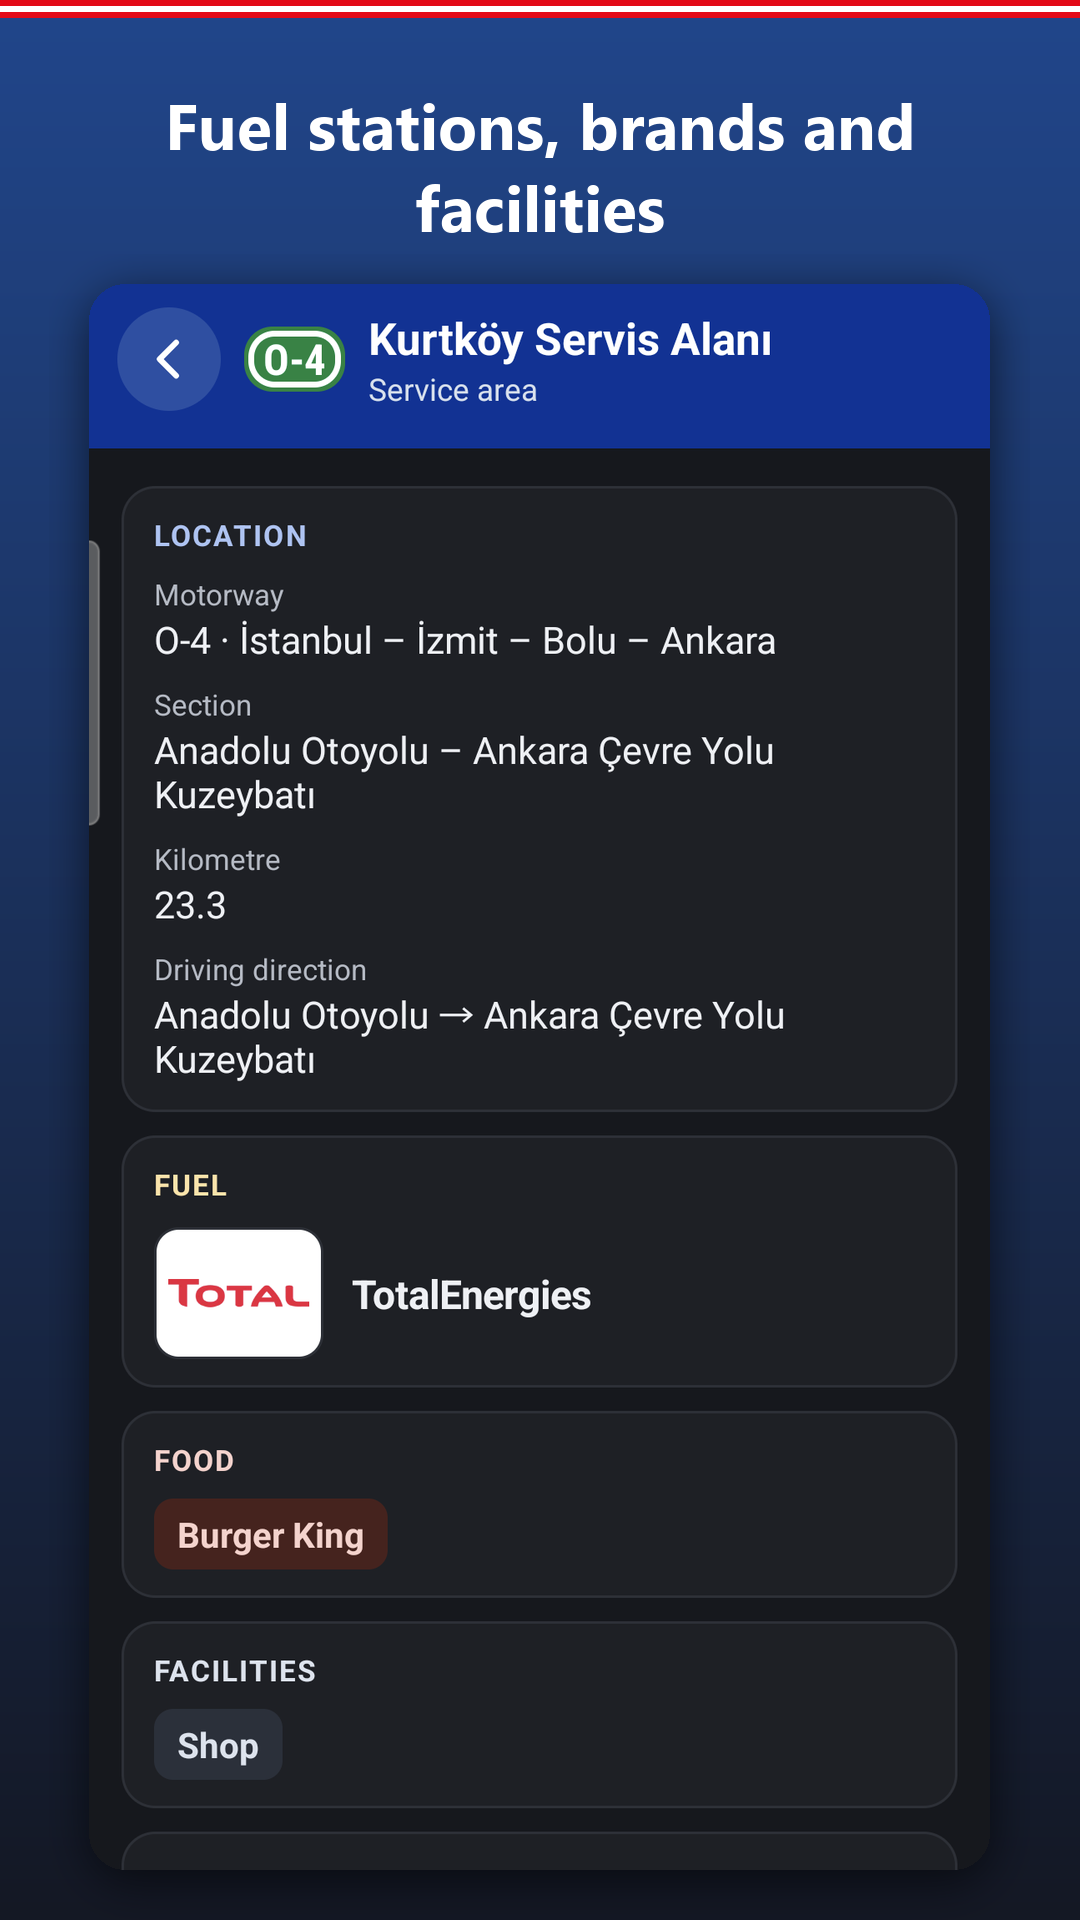 Fuel stations, brands and
facilities
O-4
Kurtköy Servis Alanı
Service area
LOCATION
Motorway
O-4 · İstanbul – İzmit – Bolu – Ankara
Section
Anadolu Otoyolu – Ankara Çevre Yolu
Kuzeybatı
Kilometre
23.3
Driving direction
Anadolu Otoyolu → Ankara Çevre Yolu
Kuzeybatı
FUEL
TOTAL
TotalEnergies
FOOD
Burger King
FACILITIES
Shop